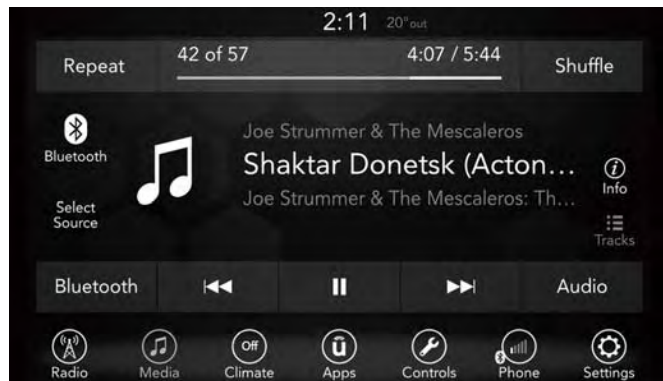 2:11 20° out
Repeat 42 of 57 4:07 / 5:44 Shuffle
Bluetooth
Joe Strummer & The Mescaleros
Shaktar Donetsk (Acton...
Joe Strummer & The Mescaleros: Th...
Info
Select
Source
Tracks
Bluetooth Audio
Off
ū
Radio Media Climate Apps Controls Phone Settings